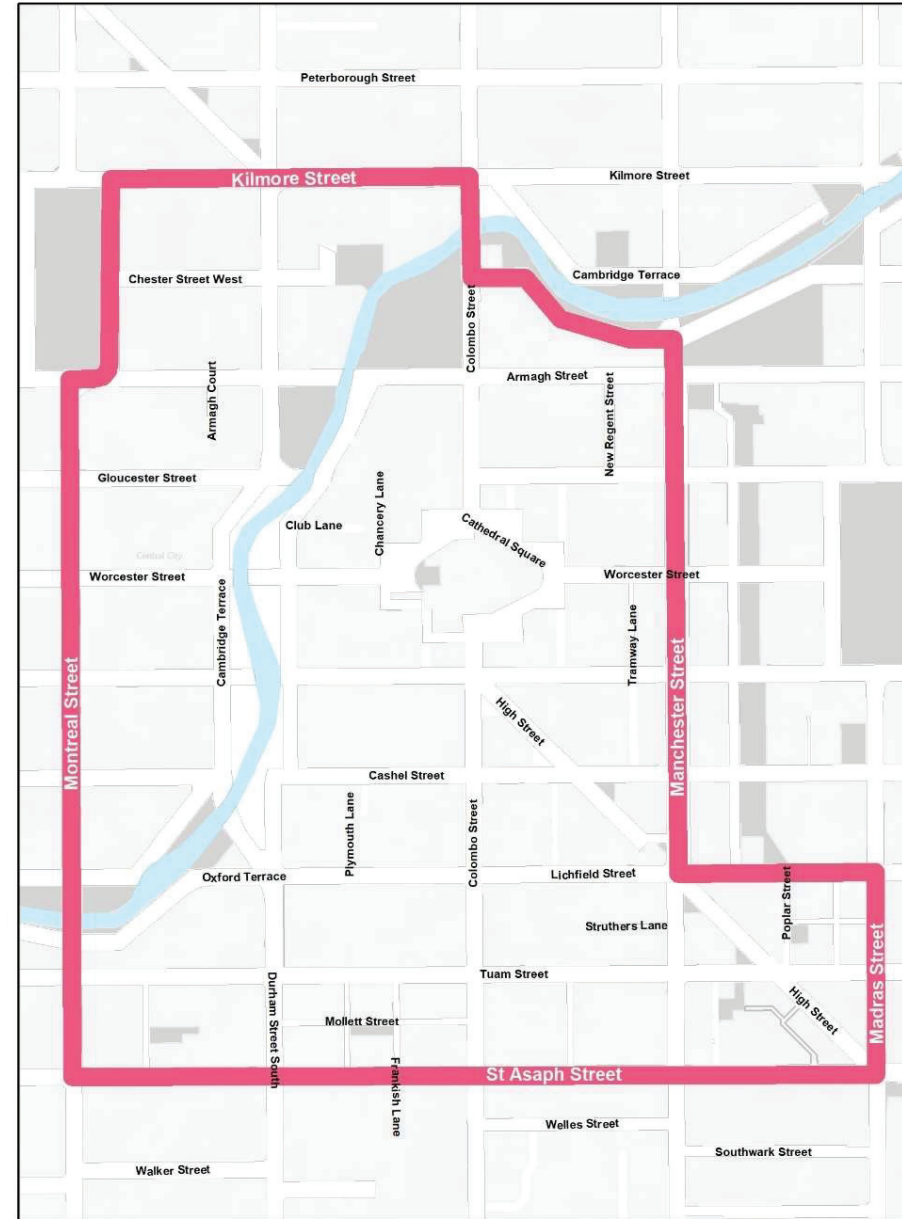 Peterborough Street
Kilmore Street
Kilmore Street
Chester Street West
Cambridge Terrace
Colombo Street
Armagh Street
Armagh Court
New Regent Street
Gloucester Street
Chancery Lane
Club Lane
Cathedral Square
Central City
Worcester Street
Worcester Street
Cambridge Terrace
Tramway Lane
Montreal Street
High Street
Manchester Street
Cashel Street
Plymouth Lane
Colombo Street
Oxford Terrace
Lichfield Street
Poplar Street
Struthers Lane
Tuam Street
Madras Street
High Street
Durham Street South
Mollett Street
St Asaph Street
Frankish Lane
Welles Street
Southwark Street
Walker Street